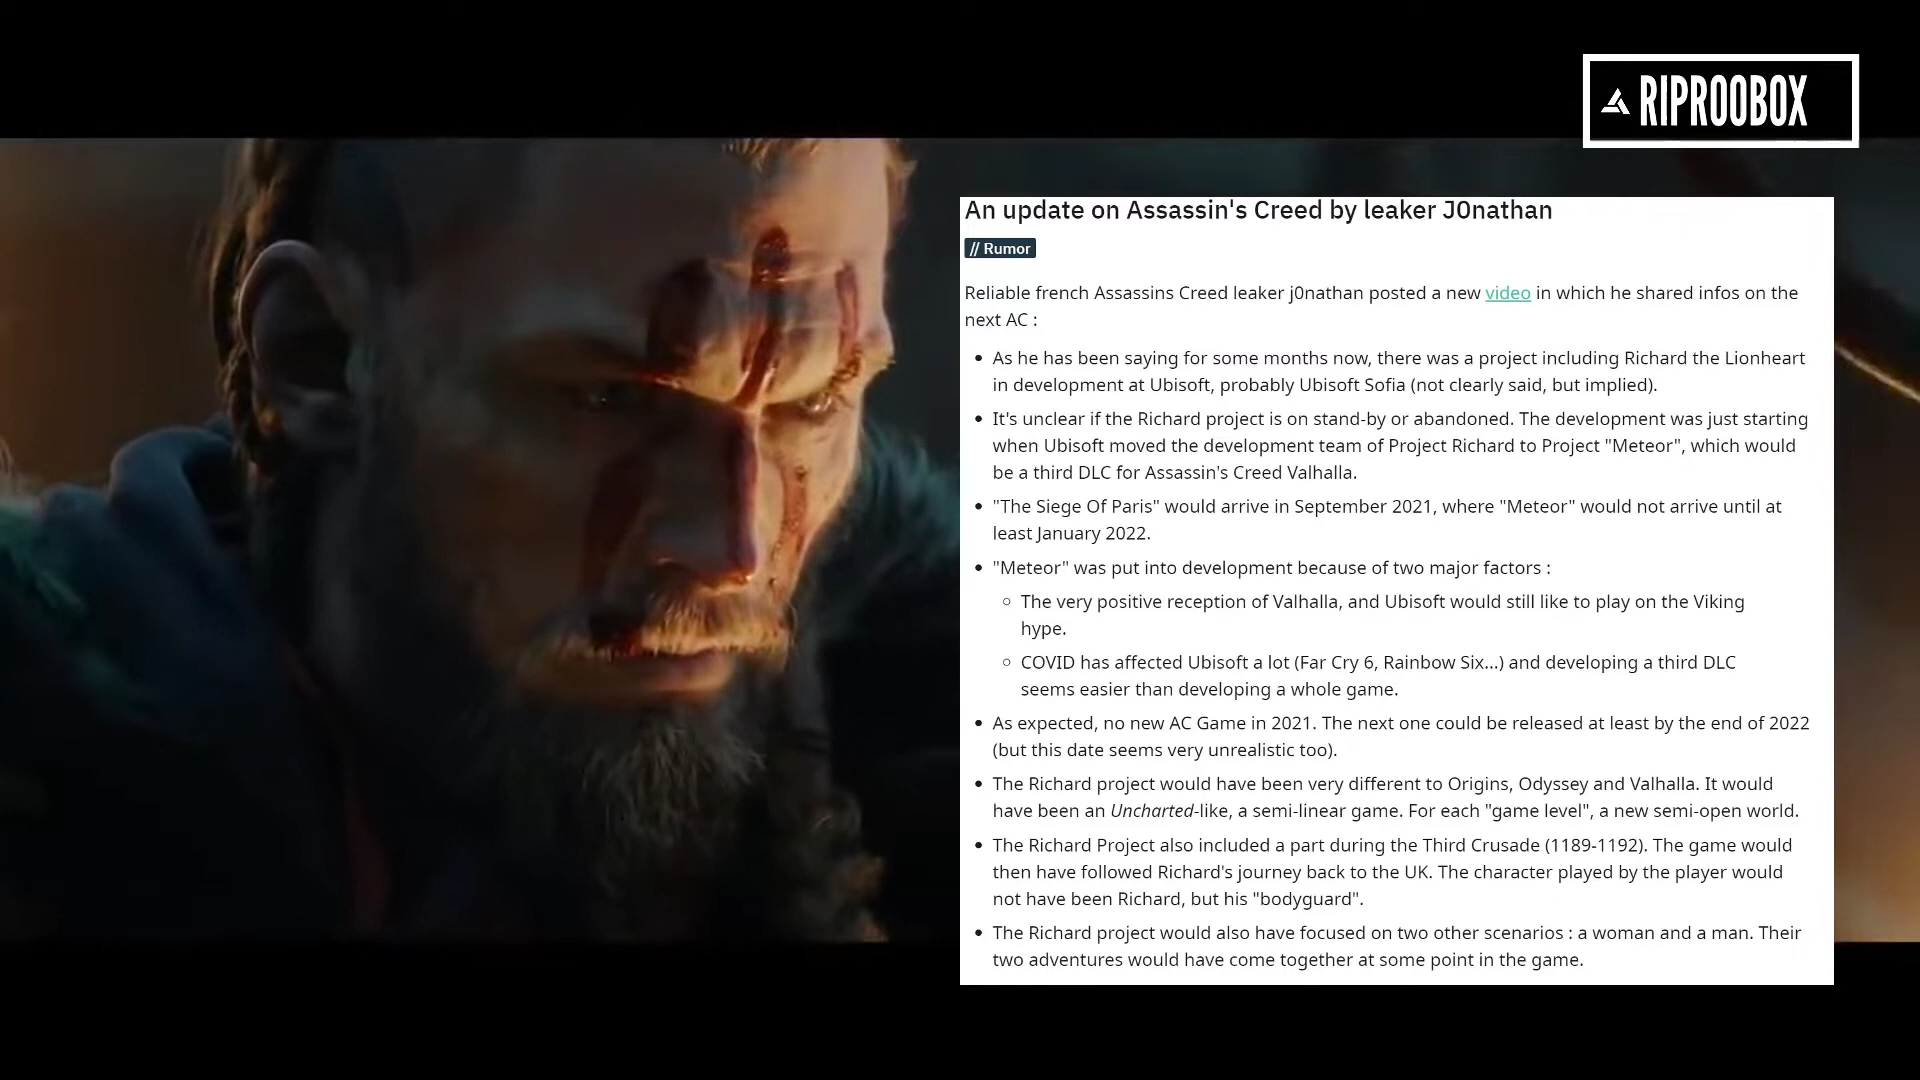 RIPROOBOX
An update on Assassin's Creed by leaker J0nathan
// Rumor
Reliable french Assassins Creed leaker j0nathan posted a new video in which he shared infos on the
next AC :
• As he has been saying for some months now, there was a project including Richard the Lionheart
in development at Ubisoft, probably Ubisoft Sofia (not clearly said, but implied).
• It's unclear if the Richard project is on stand-by or abandoned. The development was just starting
when Ubisoft moved the development team of Project Richard to Project "Meteor", which would
be a third DLC for Assassin's Creed Valhalla.
• "The Siege Of Paris" would arrive in September 2021, where "Meteor" would not arrive until at
least January 2022.
• "Meteor" was put into development because of two major factors :
◦ The very positive reception of Valhalla, and Ubisoft would still like to play on the Viking
hype.
◦ COVID has affected Ubisoft a lot (Far Cry 6, Rainbow Six...) and developing a third DLC
seems easier than developing a whole game.
• As expected, no new AC Game in 2021. The next one could be released at least by the end of 2022
(but this date seems very unrealistic too).
• The Richard project would have been very different to Origins, Odyssey and Valhalla. It would
have been an Uncharted-like, a semi-linear game. For each "game level", a new semi-open world.
• The Richard Project also included a part during the Third Crusade (1189-1192). The game would
then have followed Richard's journey back to the UK. The character played by the player would
not have been Richard, but his "bodyguard".
• The Richard project would also have focused on two other scenarios : a woman and a man. Their
two adventures would have come together at some point in the game.